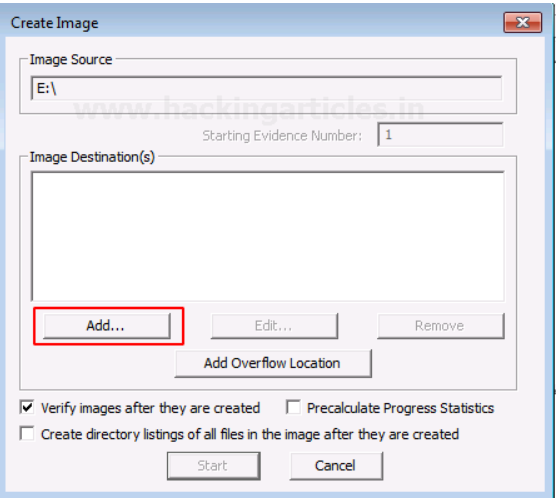 Create Image
Image Source
E:\
www.hackingarticles.in
Starting Evidence Number: 1
Image Destination(s)
Add... Edit... Remove
Add Overflow Location
Verify images after they are created Precalculate Progress Statistics
Create directory listings of all files in the image after they are created
Start Cancel